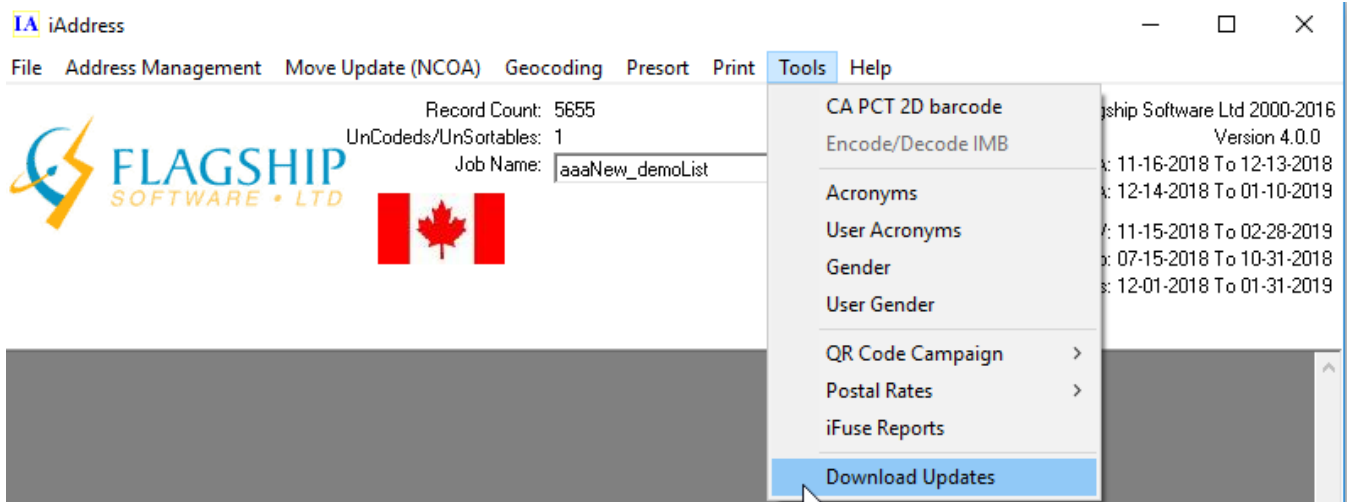 IA iAddress
File Address Management Move Update (NCOA) Geocoding Presort Print Tools Help
FLAGSHIP
SOFTWARE • LTD
Record Count: 5655
UnCodeds/UnSortables: 1
Job Name: aaaNew_demoList
CA PCT 2D barcode
Encode/Decode IMB
Acronyms
User Acronyms
Gender
User Gender
QR Code Campaign >
Postal Rates >
iFuse Reports
Download Updates
Software Ltd 2000-2016
Version 4.0.0
11-16-2018 To 12-13-2018
12-14-2018 To 01-10-2019
11-15-2018 To 02-28-2019
07-15-2018 To 10-31-2018
12-01-2018 To 01-31-2019